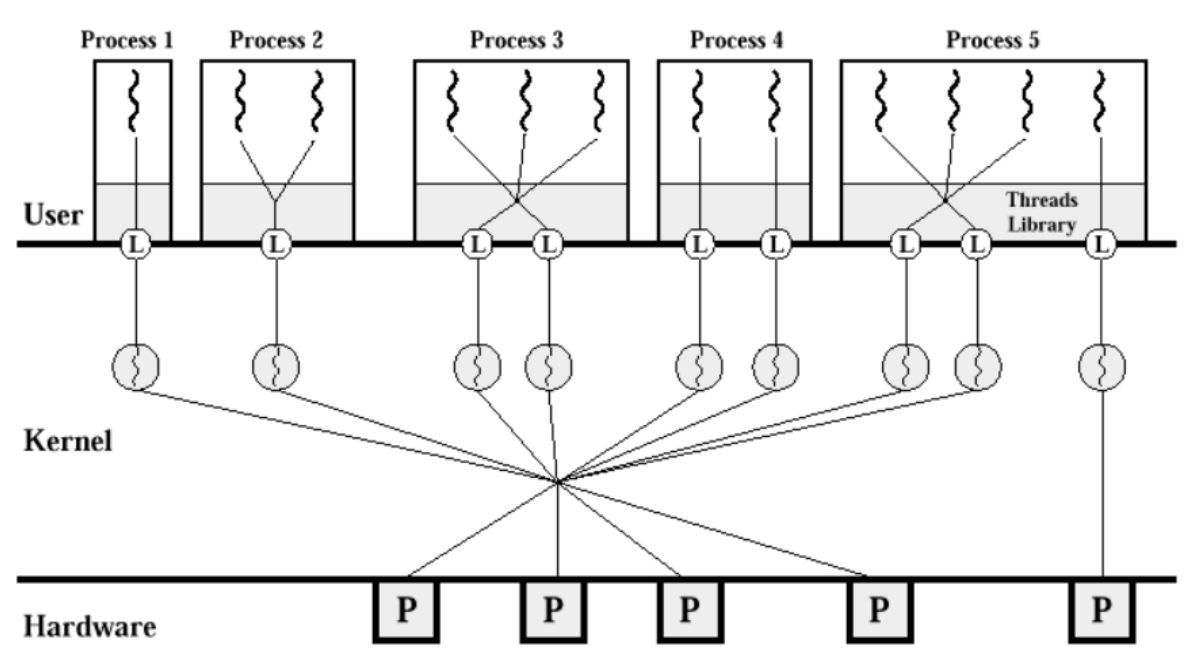 Process 1
Process 2
Process 3
Process 4
Process 5
Threads
Library
User
L
L
L
L
L
L
L
L
L
Kernel
P
P
P
P
P
Hardware